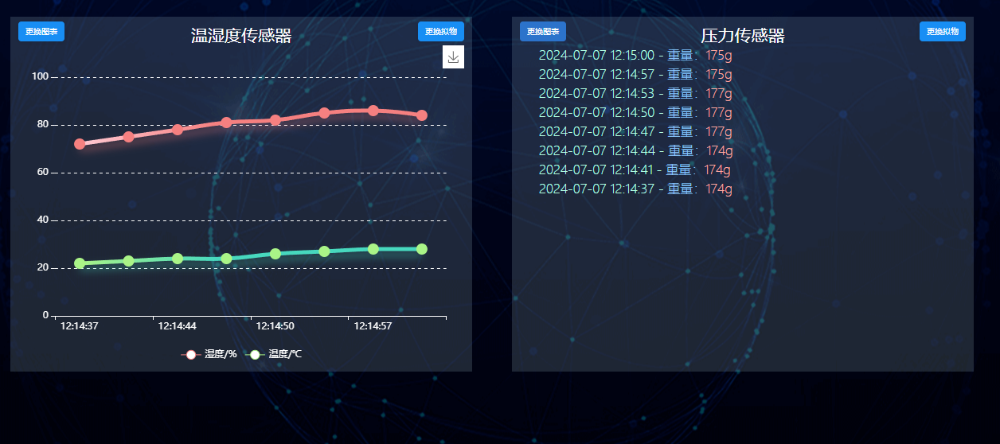 更换图表
温湿度传感器
更换拟物
100
80
60
40
20
0
12:14:37
12:14:44
12:14:50
12:14:57
湿度/%
温度/℃
更换图表
压力传感器
更换拟物
2024-07-07 12:15:00 - 重量：175g
2024-07-07 12:14:57 - 重量：175g
2024-07-07 12:14:53 - 重量：177g
2024-07-07 12:14:50 - 重量：177g
2024-07-07 12:14:47 - 重量：177g
2024-07-07 12:14:44 - 重量：174g
2024-07-07 12:14:41 - 重量：174g
2024-07-07 12:14:37 - 重量：174g